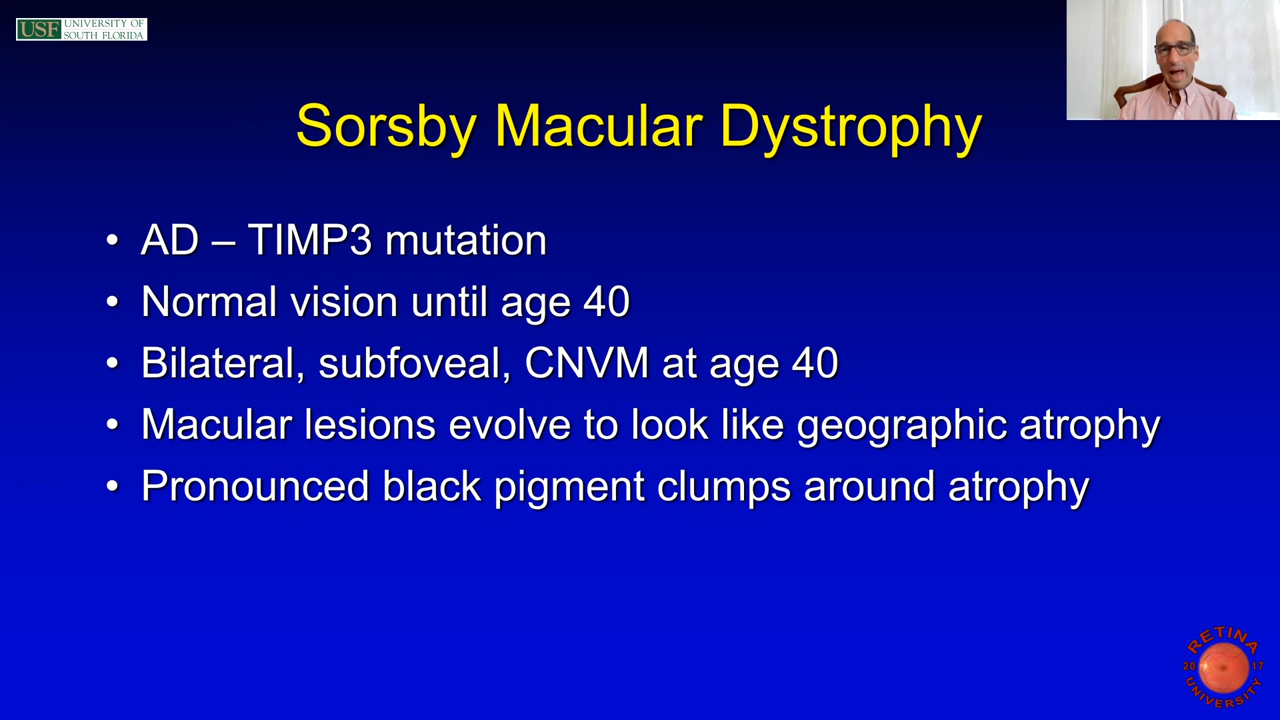 USF UNIVERSITY OF
SOUTH FLORIDA
Sorsby Macular Dystrophy
• AD – TIMP3 mutation
• Normal vision until age 40
• Bilateral, subfoveal, CNVM at age 40
• Macular lesions evolve to look like geographic atrophy
• Pronounced black pigment clumps around atrophy
RETINA
20 17
UNIVERSITY